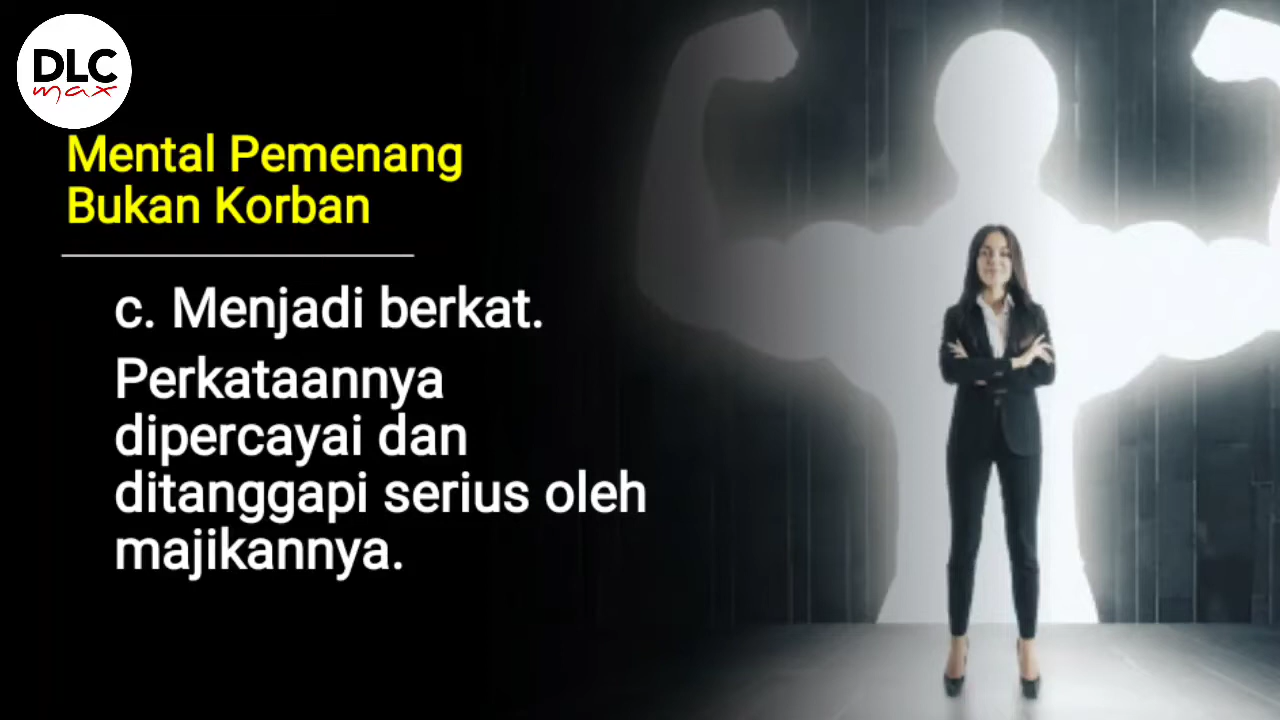 DLC
max
Mental Pemenang
Bukan Korban
c. Menjadi berkat.
Perkataannya
dipercayai dan
ditanggapi serius oleh
majikannya.